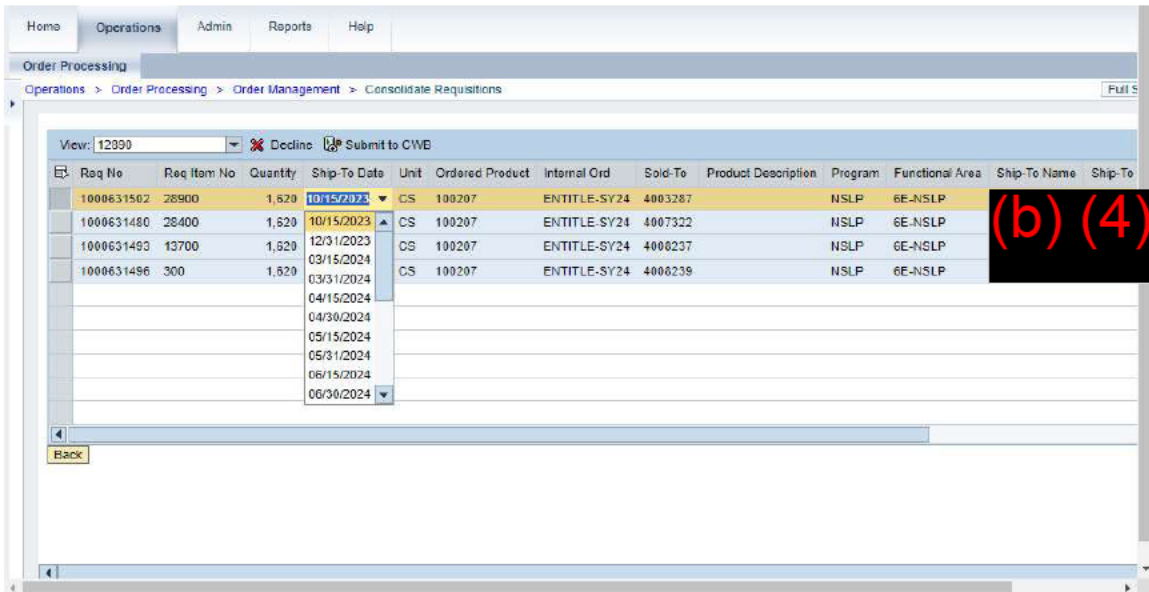 Home Operations Admin Reports Help
Order Processing
Operations > Order Processing > Order Management > Consolidate Requisitions Full S
View: 12890 Decline Submit to CWB
Req No Req Item No Quantity Ship-To Date Unit Ordered Product Internal Ord Sold-To Product Description Program Functional Area Ship-To Name Ship-To
1000631502 28900 1,620 10/15/2023 CS 100207 ENTITLE-SY24 4003287 NSLP 6E-NSLP
1000631480 28400 1,620 10/15/2023 CS 100207 ENTITLE-SY24 4007322 NSLP 6E-NSLP
(b) (4)
1000631493 13700 1,620 12/31/2023 CS 100207 ENTITLE-SY24 4008237 NSLP 6E-NSLP
03/15/2024
1000631496 300 1,620 03/31/2024 CS 100207 ENTITLE-SY24 4008239 NSLP 6E-NSLP
04/15/2024
04/30/2024
05/15/2024
05/31/2024
06/15/2024
06/30/2024
Back